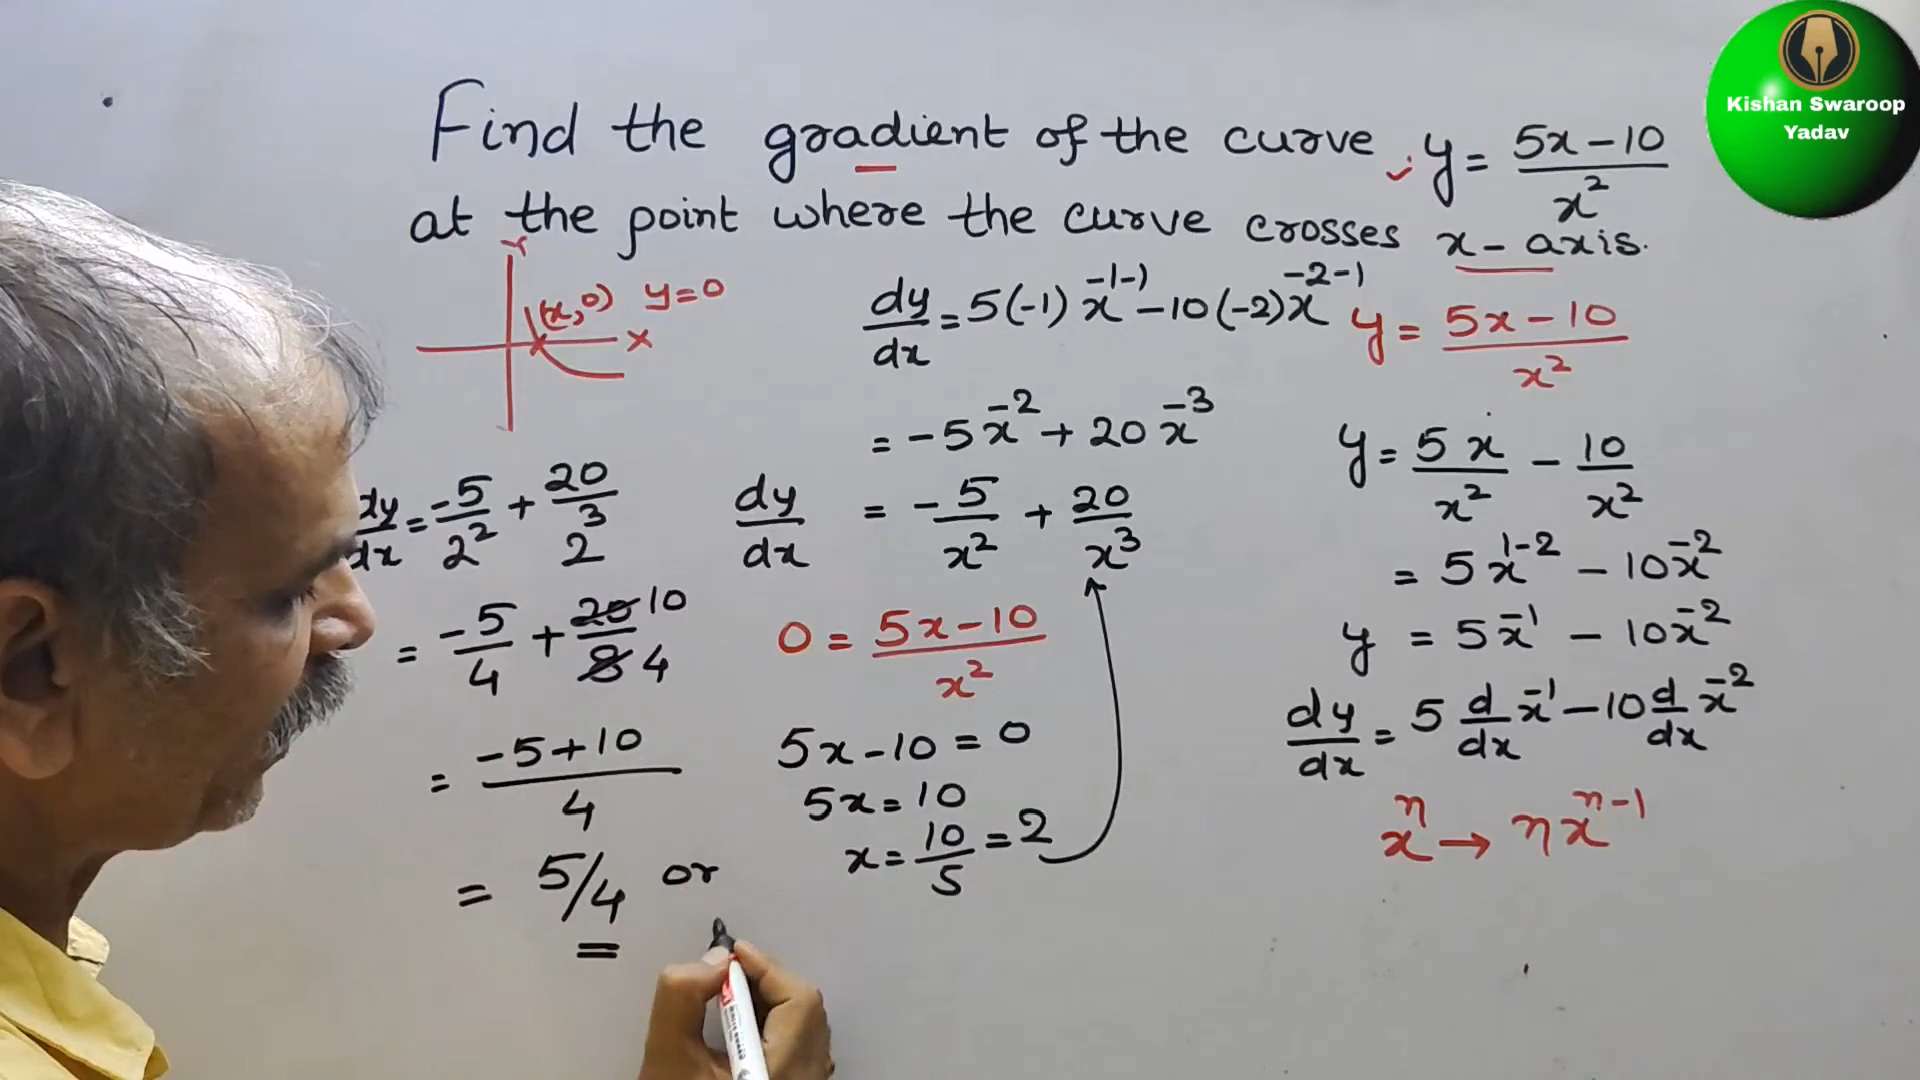 Kishan Swaroop
Yadav
Find the gradient of the curve y = (5x-10)/x²
at the point where the curve crosses x-axis.
Y
(x,0) y=0
X
y = (5x-10)/x²
y = 5x/x² - 10/x²
= 5x^(1-2) - 10x^(-2)
y = 5x^(-1) - 10x^(-2)
dy/dx = 5 d/dx x^(-1) - 10 d/dx x^(-2)
x^n → nx^(n-1)
dy/dx = 5(-1)x^(-1-1) - 10(-2)x^(-2-1)
= -5x^(-2) + 20x^(-3)
dy/dx = -5/x² + 20/x³
0 = (5x-10)/x²
5x-10 = 0
5x = 10
x = 10/5 = 2
dy/dx = -5/2² + 20/2³
= -5/4 + 20/8 10/4
= (-5+10)/4
= 5/4 or